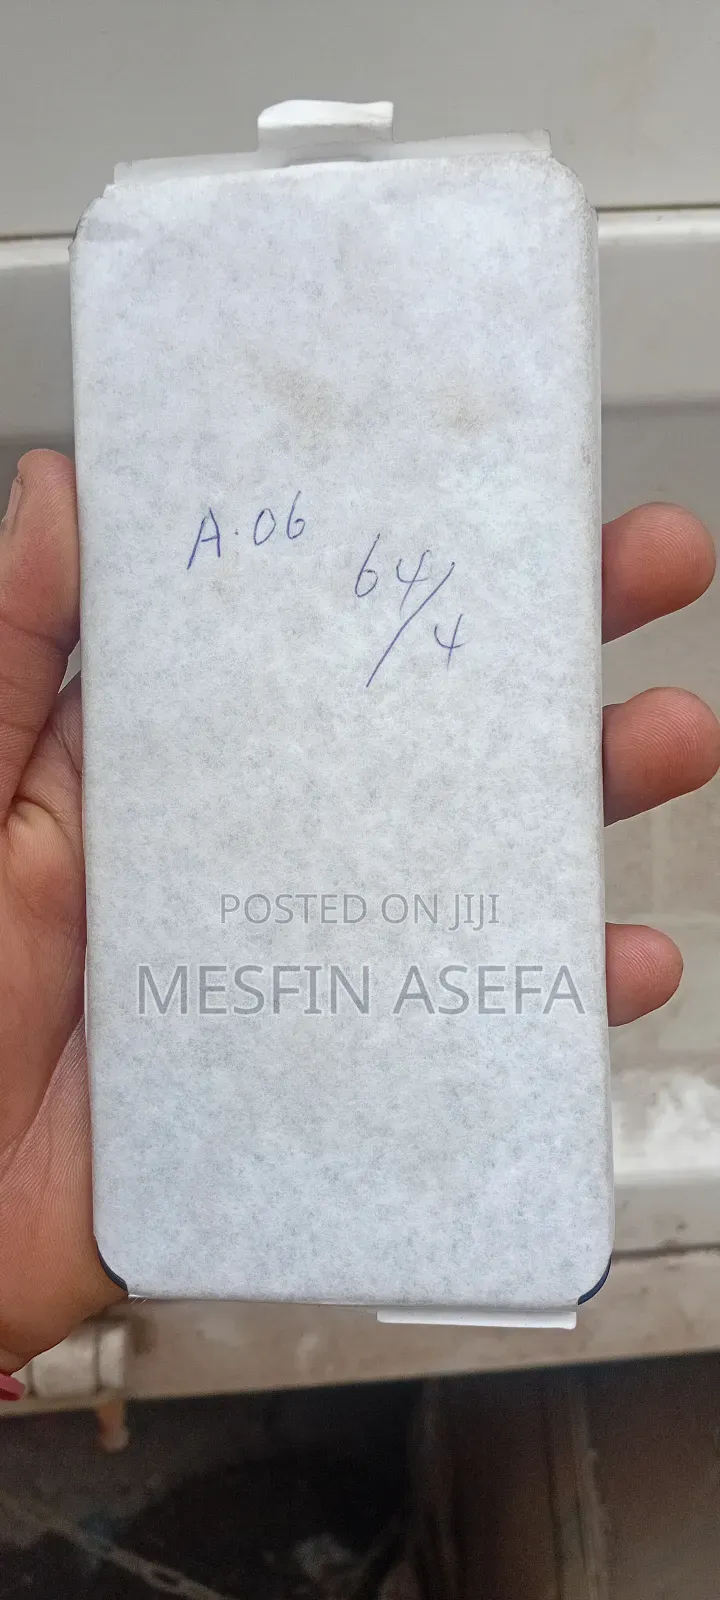 A.06
64/4
POSTED ON JIJI
MESFIN ASEFA